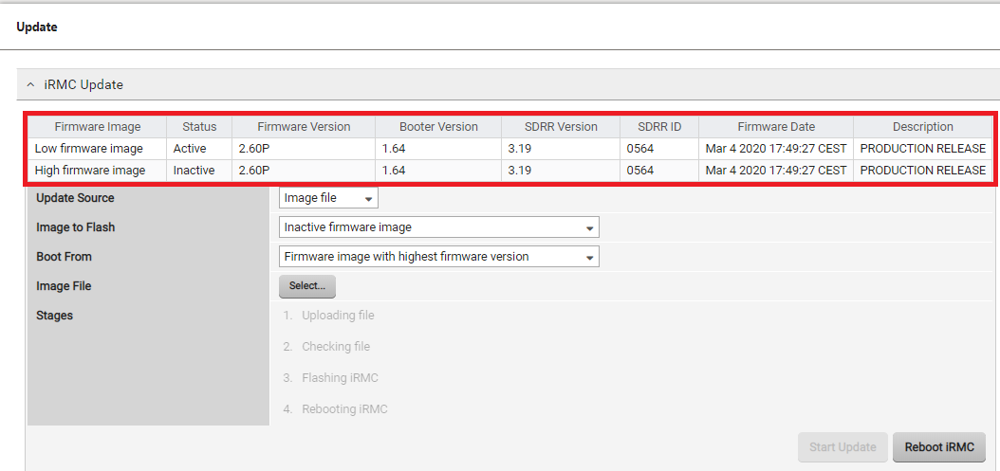 Update
iRMC Update
Firmware Image Status Firmware Version Booter Version SDRR Version SDRR ID Firmware Date Description
Low firmware image Active 2.60P 1.64 3.19 0564 Mar 4 2020 17:49:27 CEST PRODUCTION RELEASE
High firmware image Inactive 2.60P 1.64 3.19 0564 Mar 4 2020 17:49:27 CEST PRODUCTION RELEASE
Update Source Image file
Image to Flash Inactive firmware image
Boot From Firmware image with highest firmware version
Image File Select...
Stages 1. Uploading file
2. Checking file
3. Flashing iRMC
4. Rebooting iRMC
Start Update Reboot iRMC